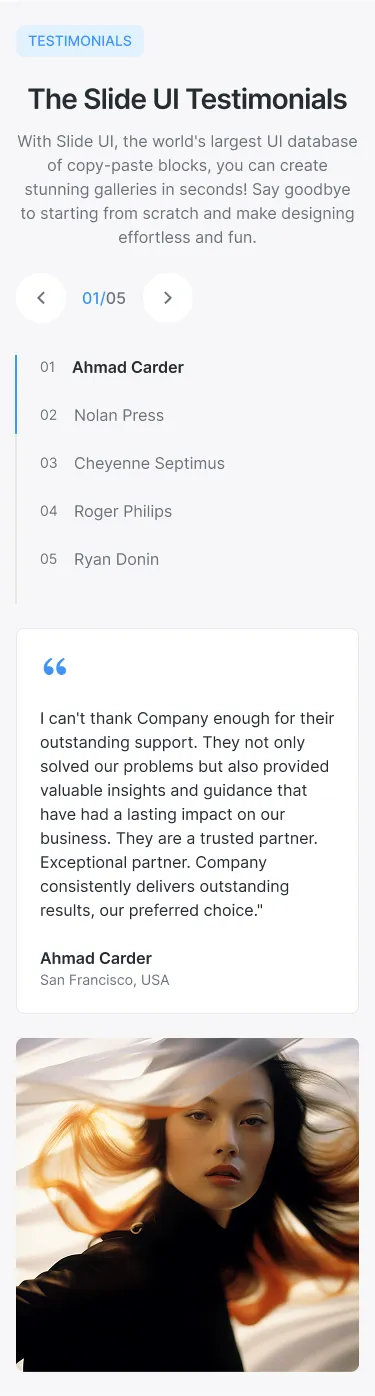 TESTIMONIALS
The Slide UI Testimonials
With Slide UI, the world's largest UI database
of copy-paste blocks, you can create
stunning galleries in seconds! Say goodbye
to starting from scratch and make designing
effortless and fun.
01/05
01 Ahmad Carder
02 Nolan Press
03 Cheyenne Septimus
04 Roger Philips
05 Ryan Donin
“
I can't thank Company enough for their
outstanding support. They not only
solved our problems but also provided
valuable insights and guidance that
have had a lasting impact on our
business. They are a trusted partner.
Exceptional partner. Company
consistently delivers outstanding
results, our preferred choice."
Ahmad Carder
San Francisco, USA